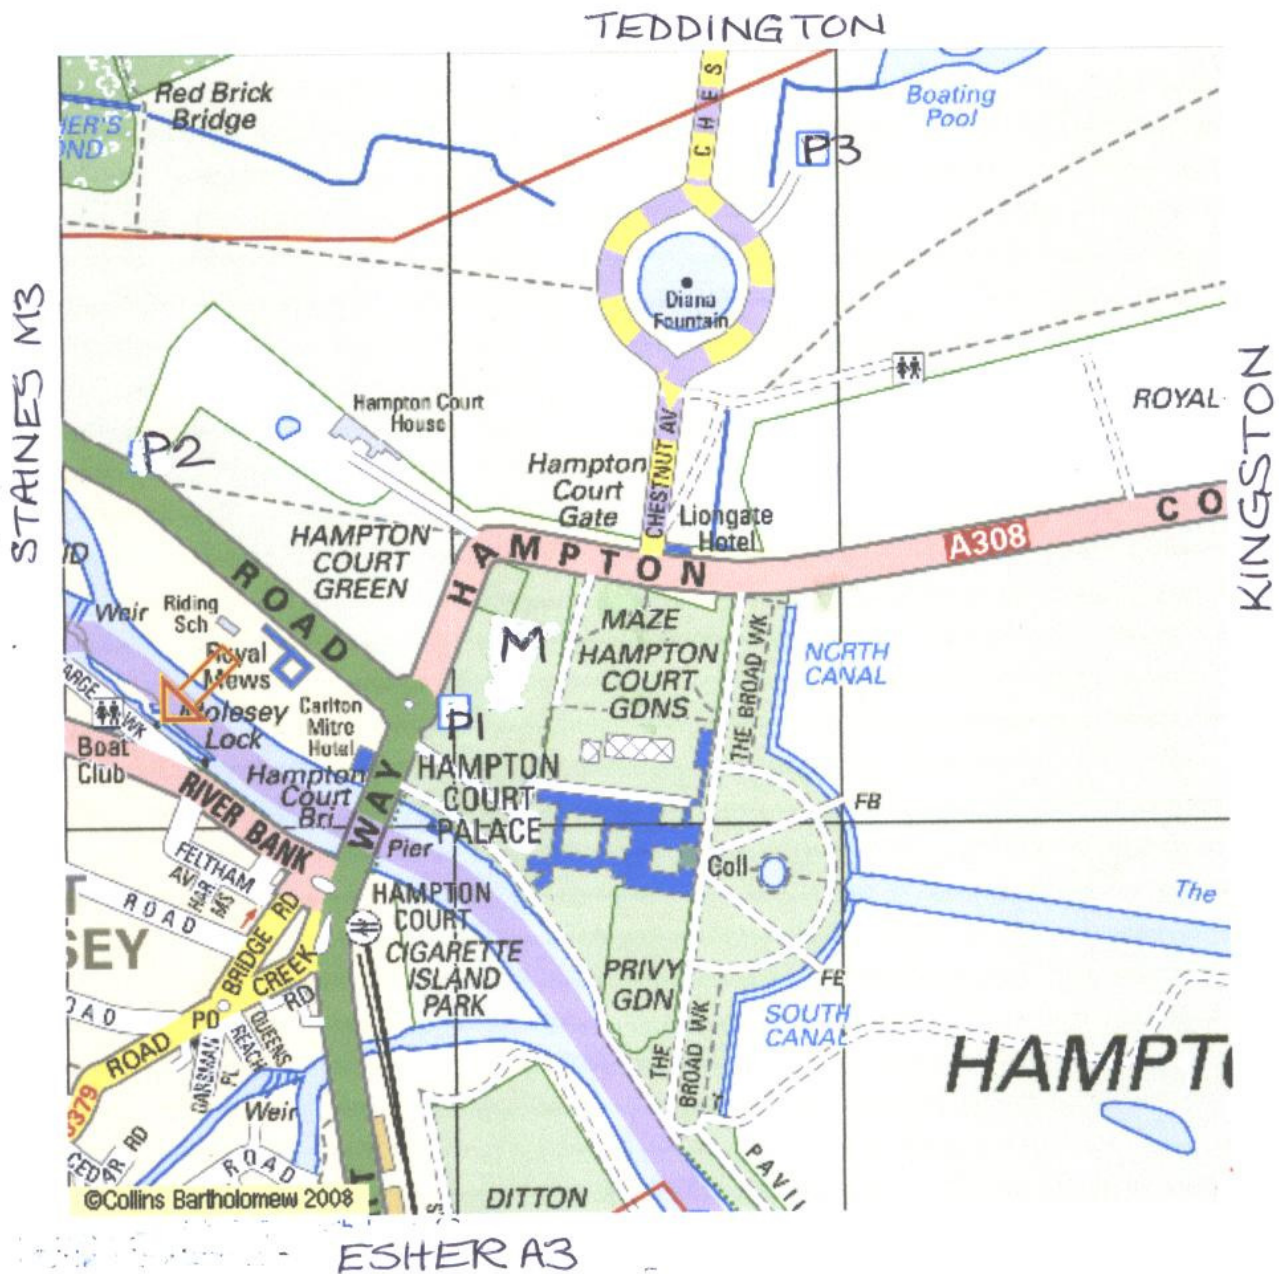 TEDDINGTON
STAINES M3
KINGSTON
ESHER A3
Red Brick
Bridge
CHES
Boating
Pool
P3
Diana
Fountain
P2
Hampton Court
House
Hampton
Court
Gate
CHESTNUT AV
Liongate
Hotel
ROYAL
HAMPTON
CO
A308
HAMPTON
COURT
GREEN
ROAD
Weir
Riding
Sch
Royal
Mews
Molesey
Lock
M
MAZE
HAMPTON
COURT
GDNS
THE BROAD WK
NORTH
CANAL
Carlton
Mitre
Hotel
P1
Boat
Club
Hampton
Court
Bri
WAY
HAMPTON
COURT
PALACE
RIVER BANK
Pier
FB
Coll
The
FELTHAM
AV
ROAD
BRIDGE RD
CREEK
RD
HAMPTON
COURT
CIGARETTE
ISLAND
PARK
PRIVY
GDN
FB
SOUTH
CANAL
THE
BROAD WK
SEY
ROAD
PO
QUEENS
REACH
Weir
HAMPT
ROAD
RD
DITTON
©Collins Bartholomew 2008